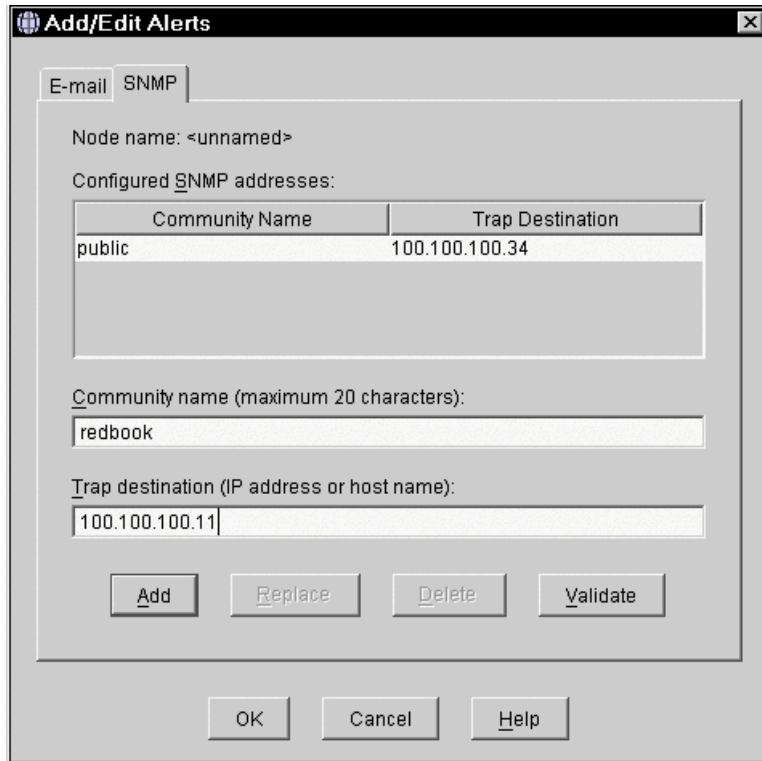 Add/Edit Alerts
E-mail SNMP
Node name: <unnamed>
Configured SNMP addresses:
Community Name Trap Destination
public 100.100.100.34
Community name (maximum 20 characters):
redbook
Trap destination (IP address or host name):
100.100.100.11
Add Replace Delete Validate
OK Cancel Help